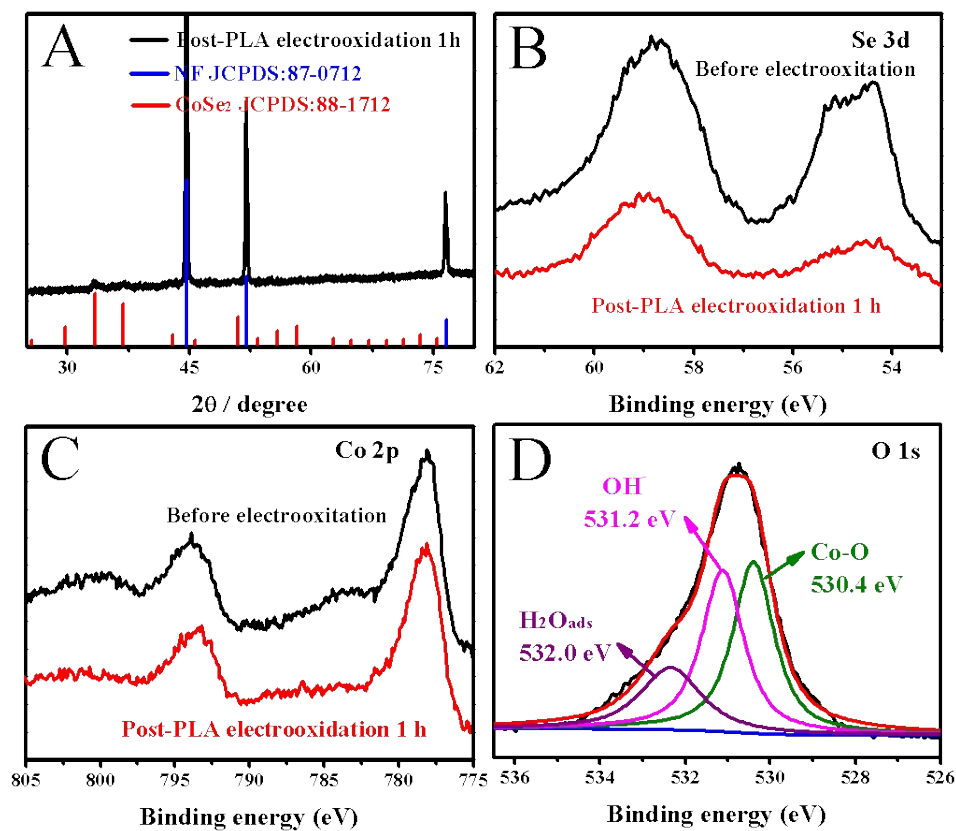 A
Post-PLA electrooxidation 1h
NF JCPDS:87-0712
CoSe2 JCPDS:88-1712
30 45 60 75
2θ / degree
B
Se 3d
Before electrooxitation
Post-PLA electrooxidation 1 h
62 60 58 56 54
Binding energy (eV)
C
Co 2p
Before electrooxitation
Post-PLA electrooxidation 1 h
805 800 795 790 785 780 775
Binding energy (eV)
D
O 1s
OH
531.2 eV
Co-O
530.4 eV
H2Oads
532.0 eV
536 534 532 530 528 526
Binding energy (eV)